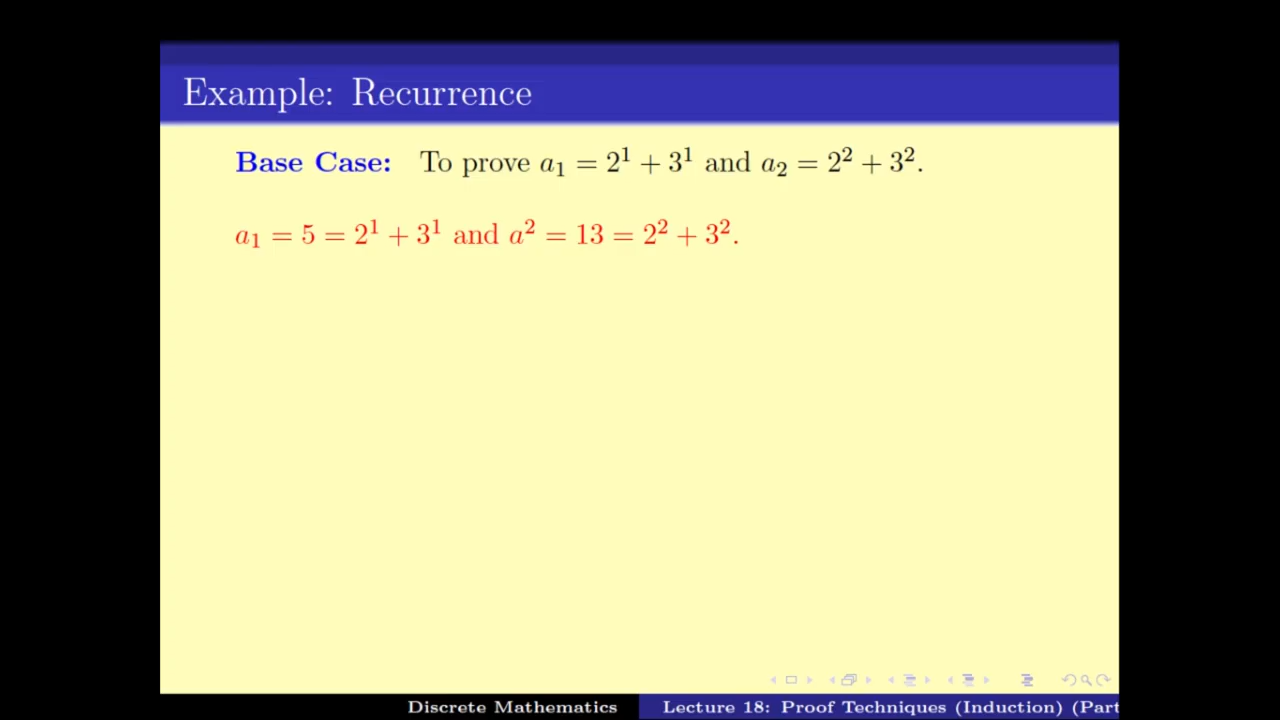 Example: Recurrence
Base Case: To prove a₁ = 2¹ + 3¹ and a₂ = 2² + 3².
a₁ = 5 = 2¹ + 3¹ and a² = 13 = 2² + 3².
Discrete Mathematics
Lecture 18: Proof Techniques (Induction) (Part